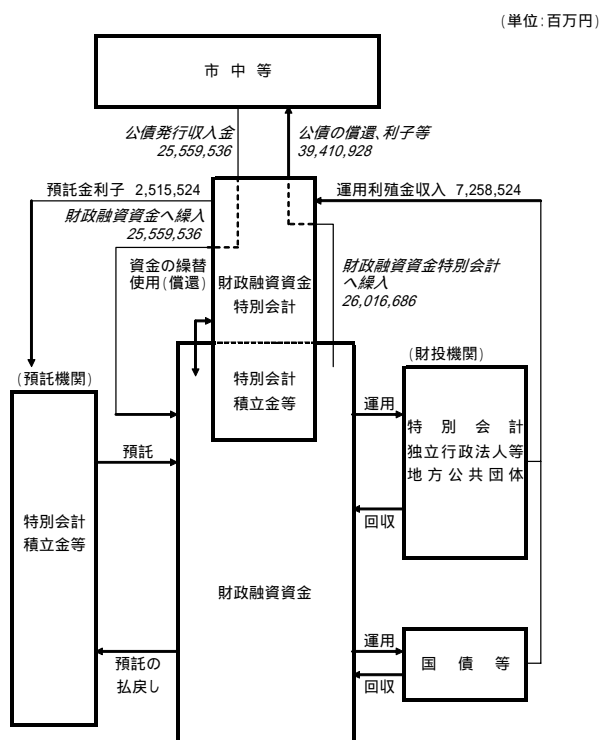 (単位:百万円)
市中等
公債発行収入金
25,559,536
公債の償還、利子等
39,410,928
預託金利子 2,515,524
運用利殖金収入 7,258,524
財政融資資金へ繰入
25,559,536
資金の繰替
使用(償還)
財政融資資金
特別会計
財政融資資金特別会計
へ繰入
26,016,686
(預託機関)
特別会計
積立金等
(財投機関)
運用
特別会計
独立行政法人等
地方公共団体
預託
回収
特別会計
積立金等
財政融資資金
運用
国債等
預託の
払戻し
回収